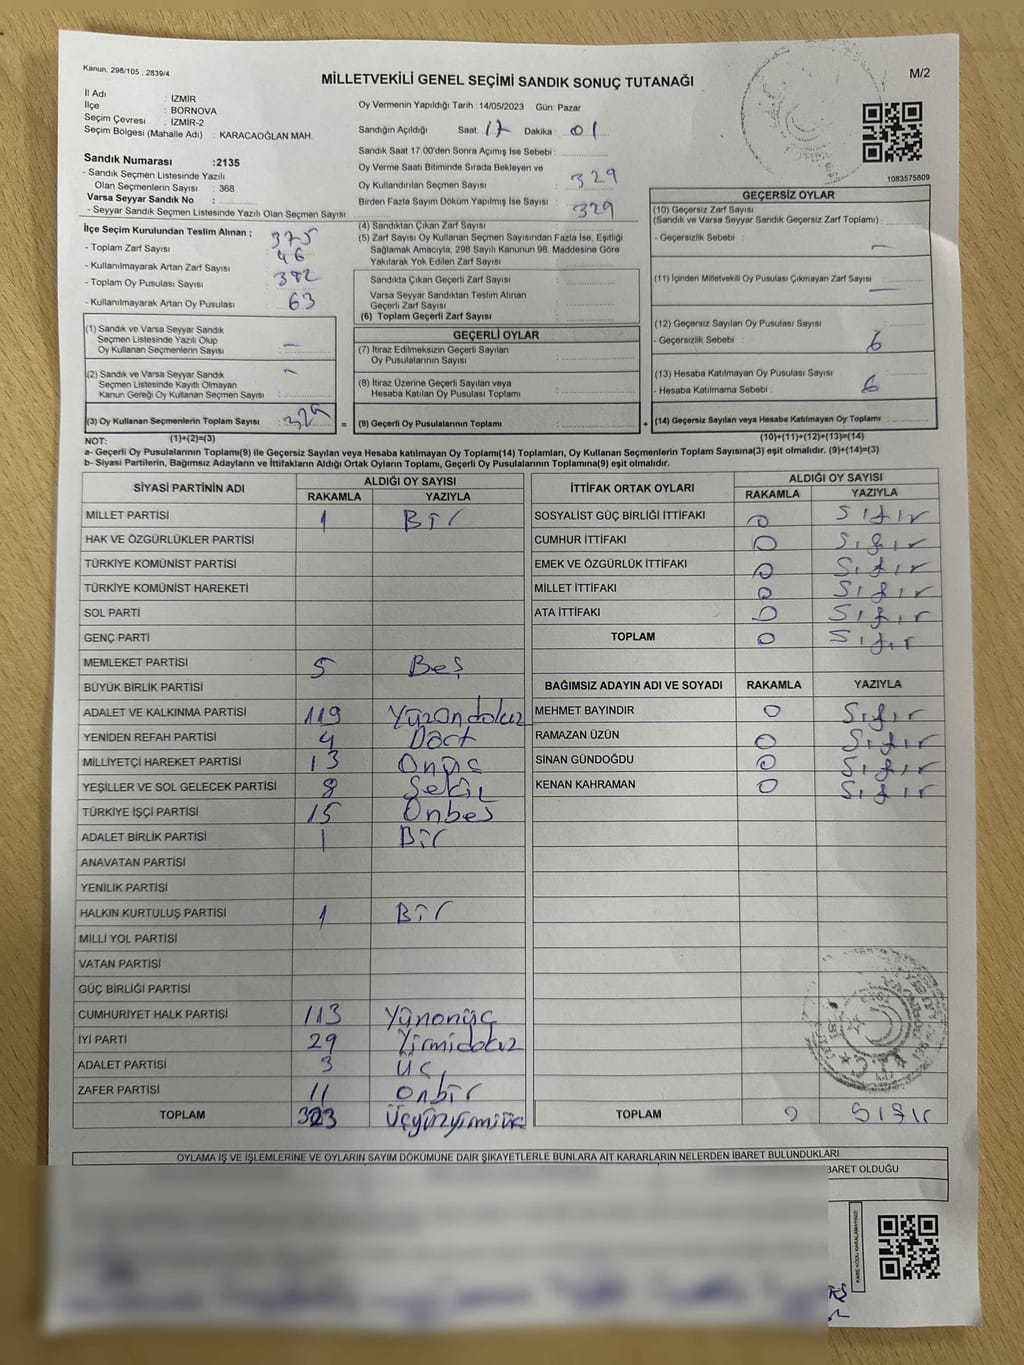 Kanun: 298/105 , 2839/4
MİLLETVEKİLİ GENEL SEÇİMİ SANDIK SONUÇ TUTANAĞI
M/2
İl Adı : İZMİR
İlçe : BORNOVA
Seçim Çevresi : İZMİR-2
Seçim Bölgesi (Mahalle Adı) : KARACAOĞLAN MAH.
Oy Vermenin Yapıldığı Tarih : 14/05/2023 Gün: Pazar
Sandığın Açıldığı Saat: 17 Dakika : 01
Sandık Saat 17:00'den Sonra Açımış İse Sebebi :
Oy Verme Saati Bitiminde Sırada Bekleyen ve
Oy Kullandırılan Seçmen Sayısı : 329
Birden Fazla Sayım Döküm Yapılmış İse Sayısı : 329
1083575809
Sandık Numarası :2135
- Sandık Seçmen Listesinde Yazılı
Olan Seçmenlerin Sayısı : 368
Varsa Seyyar Sandık No :
- Seyyar Sandık Seçmen Listesinde Yazılı Olan Seçmen Sayısı:
İlçe Seçim Kurulundan Teslim Alınan ;
- Toplam Zarf Sayısı : 375
- Kullanılmayarak Artan Zarf Sayısı : 46
- Toplam Oy Pusulası Sayısı : 392
- Kullanılmayarak Artan Oy Pusulası : 63
(4) Sandıktan Çıkan Zarf Sayısı :
(5) Zarf Sayısı Oy Kullanan Seçmen Sayısından Fazla İse, Eşitliği
Sağlamak Amacıyla, 298 Sayılı Kanunun 98. Maddesine Göre
Yakılarak Yok Edilen Zarf Sayısı :
Sandıkta Çıkan Geçerli Zarf Sayısı :
Varsa Seyyar Sandıktan Teslim Alınan
Geçerli Zarf Sayısı :
(6) Toplam Geçerli Zarf Sayısı :
GEÇERSİZ OYLAR
(10) Geçersiz Zarf Sayısı
(Sandık ve Varsa Seyyar Sandık Geçersiz Zarf Toplamı) :
- Geçersizlik Sebebi : —
(11) İçinden Milletvekili Oy Pusulası Çıkmayan Zarf Sayısı : —
(12) Geçersiz Sayılan Oy Pusulası Sayısı :
- Geçersizlik Sebebi : 6
(13) Hesaba Katılmayan Oy Pusulası Sayısı :
- Hesaba Katılmama Sebebi : 6
(1) Sandık ve Varsa Seyyar Sandık
Seçmen Listesinde Yazılı Olup
Oy Kullanan Seçmenlerin Sayısı : —
(2) Sandık ve Varsa Seyyar Sandık
Seçmen Listesinde Kayıtlı Olmayan
Kanun Gereği Oy Kullanan Seçmen Sayısı : —
(3) Oy Kullanan Seçmenlerin Toplam Sayısı : 329
GEÇERLİ OYLAR
(7) İtiraz Edilmeksizin Geçerli Sayılan
Oy Pusulalarının Sayısı :
(8) İtiraz Üzerine Geçerli Sayılan veya
Hesaba Katılan Oy Pusulası Toplamı :
= (9) Geçerli Oy Pusulalarının Toplamı :
+ (14) Geçersiz Sayılan veya Hesaba Katılmayan Oy Toplamı :
NOT: (1)+(2)=(3) (10)+(11)+(12)+(13)=(14)
a- Geçerli Oy Pusulalarının Toplamı(9) ile Geçersiz Sayılan veya Hesaba katılmayan Oy Toplamı(14) Toplamları, Oy Kullanan Seçmenlerin Toplam Sayısına(3) eşit olmalıdır. (9)+(14)=(3)
b- Siyasi Partilerin, Bağımsız Adayların ve İttifakların Aldığı Ortak Oyların Toplamı, Geçerli Oy Pusulalarının Toplamına(9) eşit olmalıdır.
SİYASİ PARTİNİN ADI ALDIĞI OY SAYISI
RAKAMLA YAZIYLA
MİLLET PARTİSİ 1 Bir
HAK VE ÖZGÜRLÜKLER PARTİSİ
TÜRKİYE KOMÜNİST PARTİSİ
TÜRKİYE KOMÜNİST HAREKETİ
SOL PARTİ
GENÇ PARTİ
MEMLEKET PARTİSİ 5 Beş
BÜYÜK BİRLİK PARTİSİ
ADALET VE KALKINMA PARTİSİ 119 Yüzondokuz
YENİDEN REFAH PARTİSİ 4 Dört
MİLLİYETÇİ HAREKET PARTİSİ 13 Onüç
YEŞİLLER VE SOL GELECEK PARTİSİ 8 Sekiz
TÜRKİYE İŞÇİ PARTİSİ 15 Onbeş
ADALET BİRLİK PARTİSİ 1 Bir
ANAVATAN PARTİSİ
YENİLİK PARTİSİ
HALKIN KURTULUŞ PARTİSİ 1 Bir
MİLLİ YOL PARTİSİ
VATAN PARTİSİ
GÜÇ BİRLİĞİ PARTİSİ
CUMHURİYET HALK PARTİSİ 113 Yüzonüç
İYİ PARTİ 29 Yirmidokuz
ADALET PARTİSİ 3 Üç
ZAFER PARTİSİ 11 Onbir
TOPLAM 323 Üçyüzyirmiüç
İTTİFAK ORTAK OYLARI ALDIĞI OY SAYISI
RAKAMLA YAZIYLA
SOSYALİST GÜÇ BİRLİĞİ İTTİFAKI 0 Sıfır
CUMHUR İTTİFAKI 0 Sıfır
EMEK VE ÖZGÜRLÜK İTTİFAKI 0 Sıfır
MİLLET İTTİFAKI 0 Sıfır
ATA İTTİFAKI 0 Sıfır
TOPLAM 0 Sıfır
BAĞIMSIZ ADAYIN ADI VE SOYADI RAKAMLA YAZIYLA
MEHMET BAYINDIR 0 Sıfır
RAMAZAN ÜZÜN 0 Sıfır
SİNAN GÜNDOĞDU 0 Sıfır
KENAN KAHRAMAN 0 Sıfır
TOPLAM 0 Sıfır
OYLAMA İŞ VE İŞLEMLERİNE VE OYLARIN SAYIM DÖKÜMÜNE DAİR ŞİKAYETLERLE BUNLARA AİT KARARLARIN NELERDEN İBARET BULUNDUKLARI
BARET OLDUĞU
KARE KODU KARALAMAYINIZ!